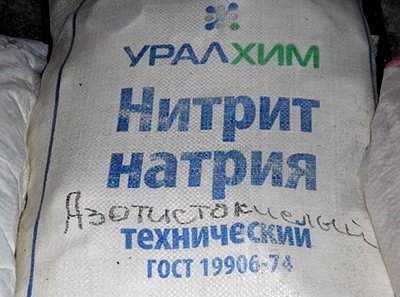 УРАЛХИМ
Нитрит
натрия
Азотистокислый
технический
ГОСТ 19906-74